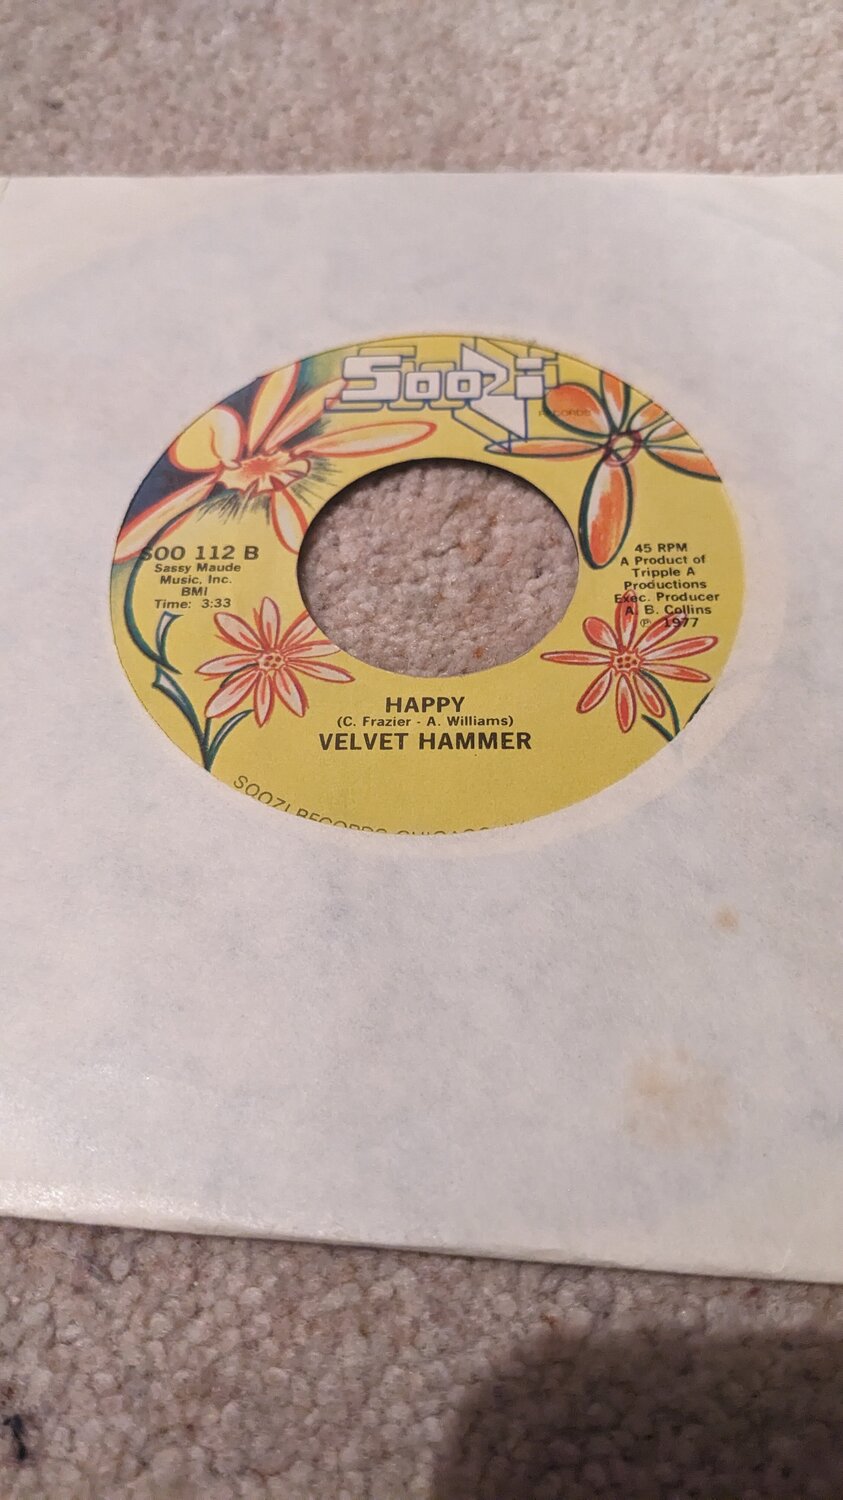 Soozi
RECORDS
SOO 112 B
Sassy Maude
Music, Inc.
BMI
Time: 3:33
45 RPM
A Product of
Tripple A
Productions
Exec. Producer
A. B. Collins
℗ 1977
HAPPY
(C. Frazier - A. Williams)
VELVET HAMMER
SOOZI RECORDS CHICAGO